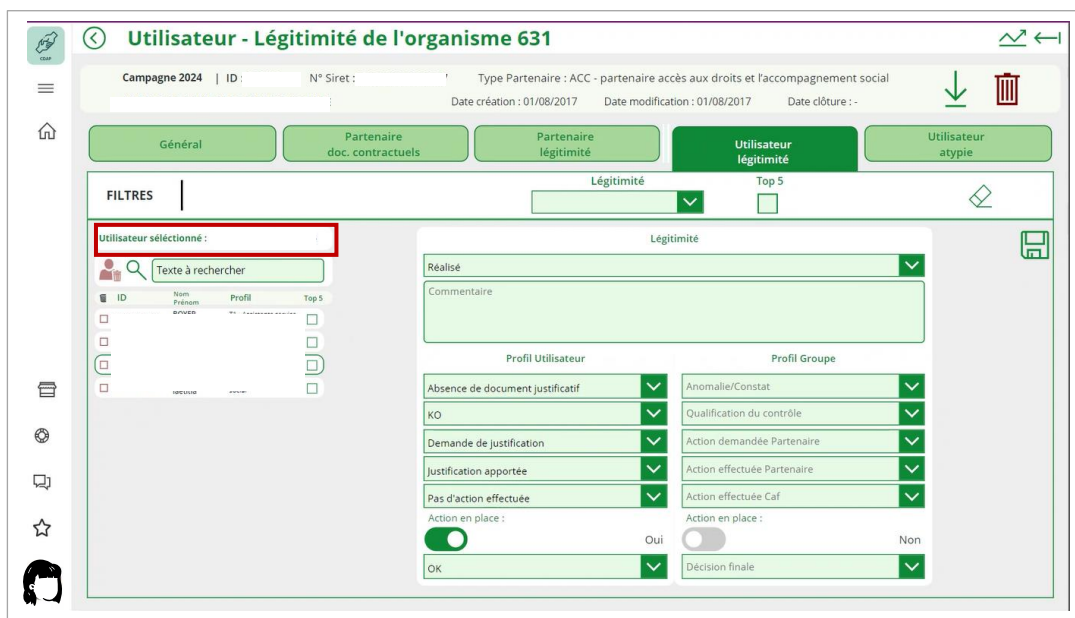 CDAP
Utilisateur - Légitimité de l'organisme 631
Campagne 2024 | ID : N° Siret : Type Partenaire : ACC - partenaire accès aux droits et l'accompagnement social
Date création : 01/08/2017 Date modification : 01/08/2017 Date clôture : -
Général
Partenaire
doc. contractuels
Partenaire
légitimité
Utilisateur
légitimité
Utilisateur
atypie
FILTRES
Légitimité
Top 5
Utilisateur séléctionné :
Texte à rechercher
ID Nom Prénom Profil Top 5
Légitimité
Réalisé
Commentaire
Profil Utilisateur
Absence de document justificatif
KO
Demande de justification
Justification apportée
Pas d'action effectuée
Action en place :
Oui
OK
Profil Groupe
Anomalie/Constat
Qualification du contrôle
Action demandée Partenaire
Action effectuée Partenaire
Action effectuée Caf
Action en place :
Non
Décision finale